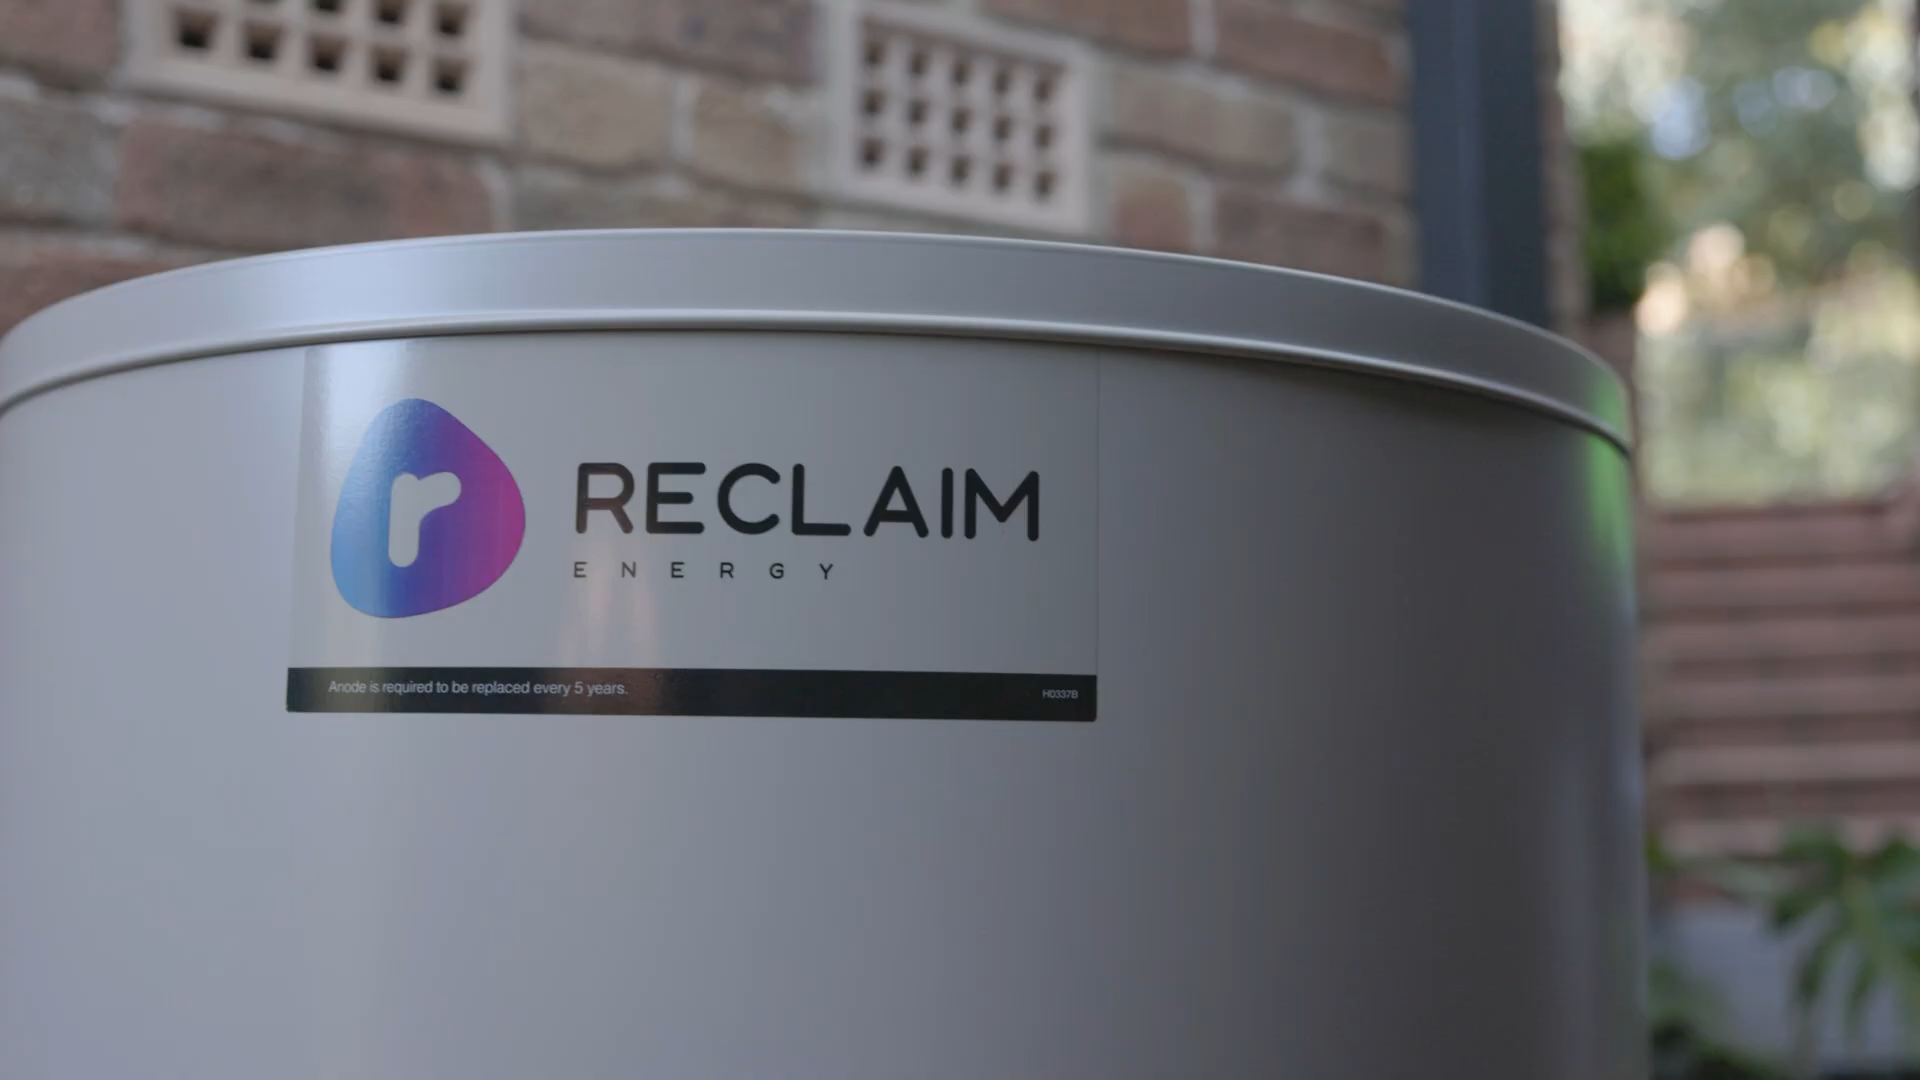 r
RECLAIM
ENERGY
Anode is required to be replaced every 5 years.
H0337B